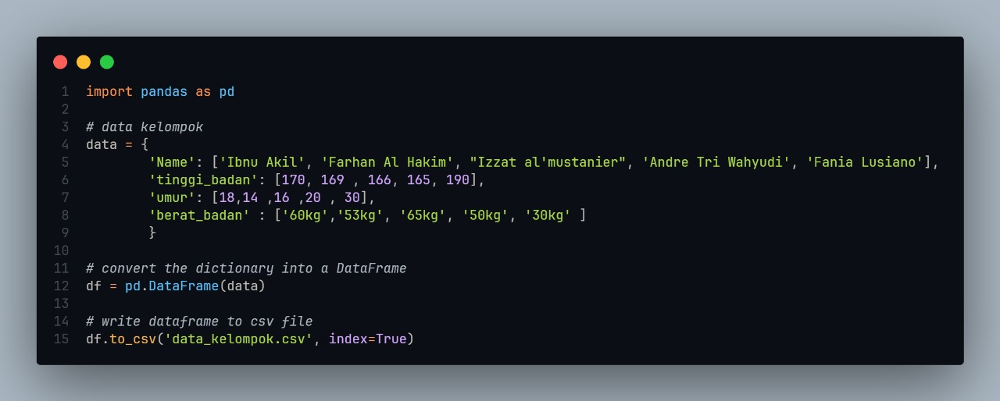 1 import pandas as pd
2
3 # data kelompok
4 data = {
5         'Name': ['Ibnu Akil', 'Farhan Al Hakim', "Izzat al'mustanier", 'Andre Tri Wahyudi', 'Fania Lusiano'],
6         'tinggi_badan': [170, 169 , 166, 165, 190],
7         'umur': [18,14 ,16 ,20 , 30],
8         'berat_badan' : ['60kg','53kg', '65kg', '50kg', '30kg' ]
9         }
10
11 # convert the dictionary into a DataFrame
12 df = pd.DataFrame(data)
13
14 # write dataframe to csv file
15 df.to_csv('data_kelompok.csv', index=True)